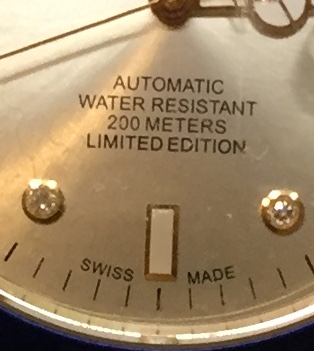 AUTOMATIC
WATER RESISTANT
200 METERS
LIMITED EDITION
SWISS MADE